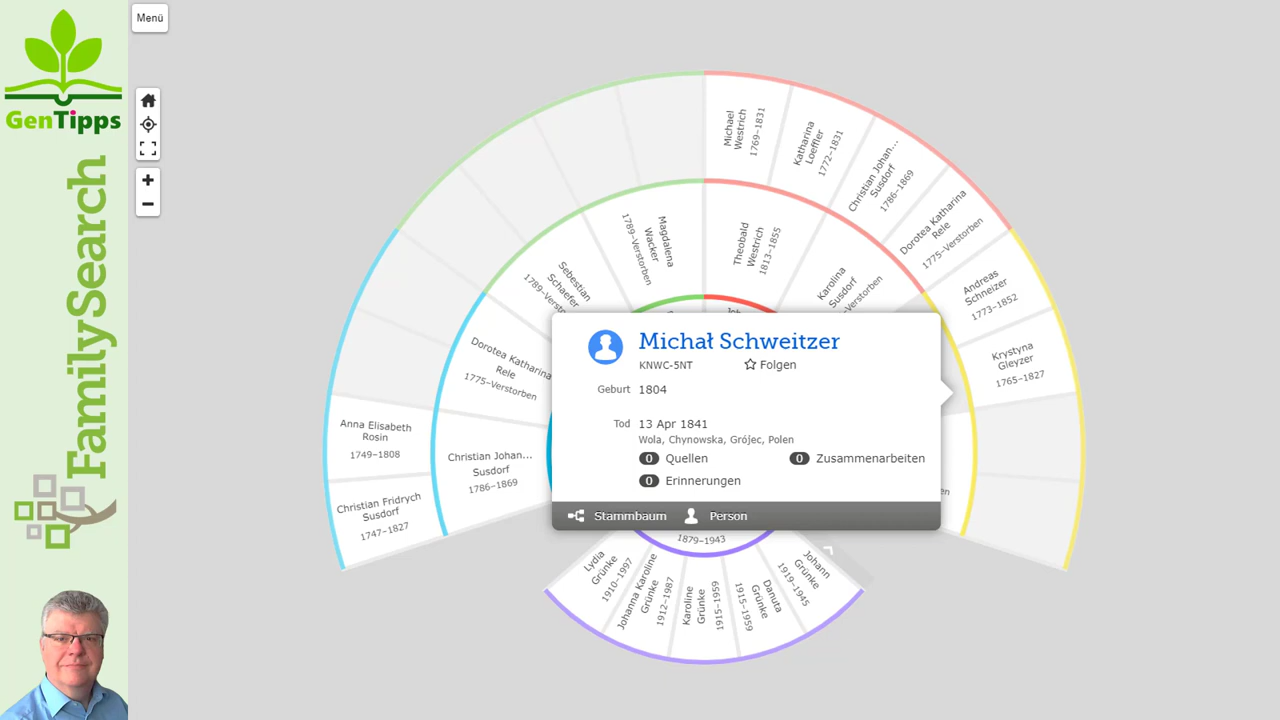 Menü
GenTipps
FamilySearch
Michael
Westrich
1769–1831
Katharina
Loeffler
1772–1831
Christian Johan...
Susdorf
1786–1869
Dorotea Katharina
Rele
1775–Verstorben
Andreas
Schneizer
1773–1852
Krystyna
Gleyzer
1765–1827
Magdalena
Wacker
1789–Verstorben
Theobald
Westrich
1813–1855
Sebestian
Schaefer
Karolina
Susdorf
Dorotea Katharina
Rele
1775–Verstorben
Christian Johan...
Susdorf
1786–1869
Anna Elisabeth
Rosin
1749–1808
Christian Fridrych
Susdorf
1747–1827
Michał Schweitzer
KNWC-5NT
Folgen
Geburt 1804
Tod 13 Apr 1841
Wola, Chynowska, Grójec, Polen
0 Quellen 0 Zusammenarbeiten
0 Erinnerungen
Stammbaum Person
1879–1943
Lydia
Grünke
1910–1997
Johanna Karoline
Grünke
1912–1987
Karoline
Grünke
1915–1959
Danuta
Grünke
1915–1959
Johann
Grünke
1919–1945